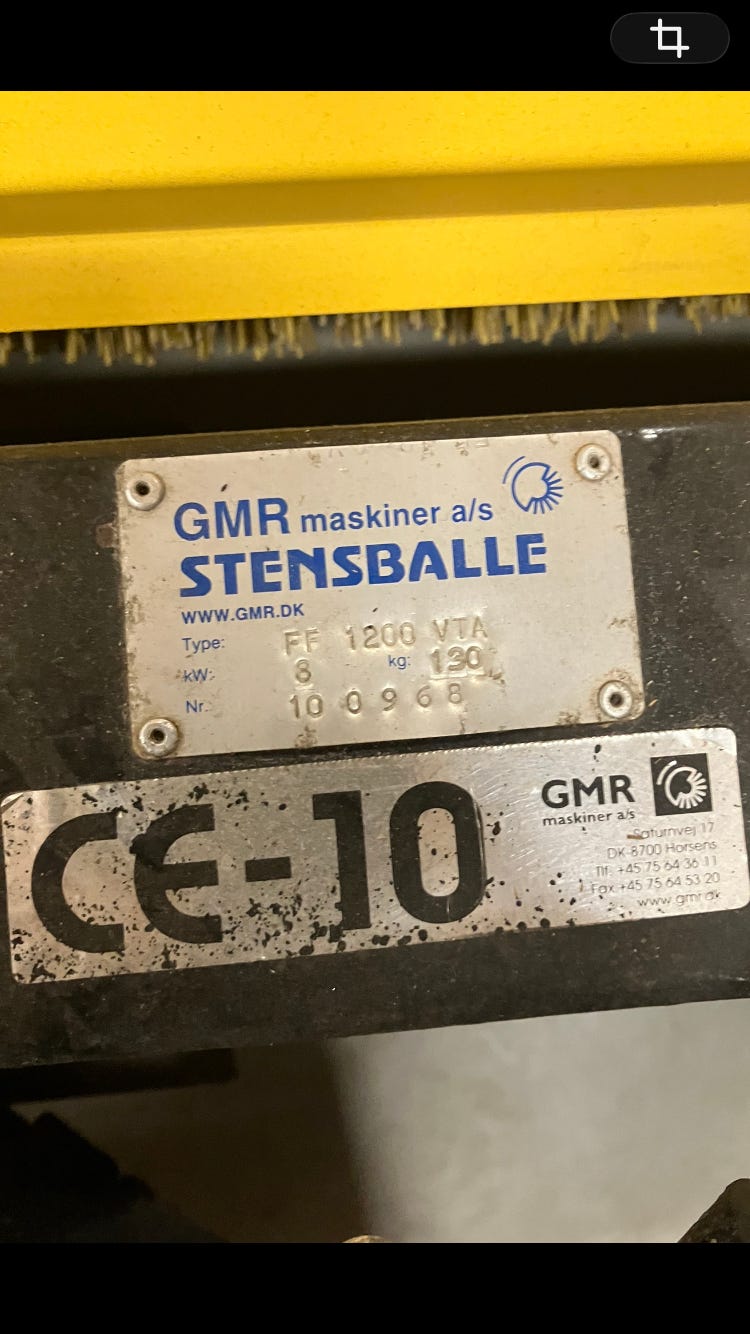 GMR maskiner a/s
STENSBALLE
WWW.GMR.DK
Type: FF 1200 VTA
kW: 8 kg: 130
Nr. 100968
CE-10
GMR
maskiner a/s
Saturnvej 17
DK-8700 Horsens
Tlf. +45 75 64 36 11
Fax +45 75 64 53 20
www.gmr.dk